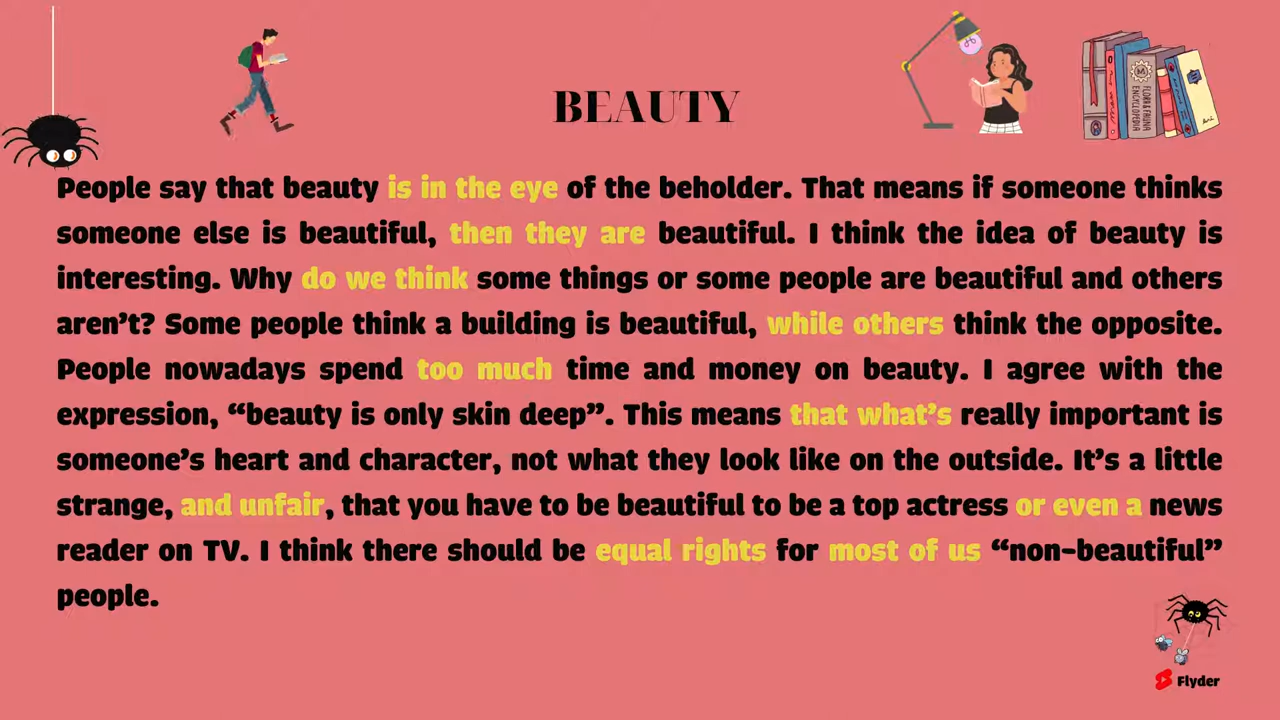 BEAUTY
People say that beauty is in the eye of the beholder. That means if someone thinks
someone else is beautiful, then they are beautiful. I think the idea of beauty is
interesting. Why do we think some things or some people are beautiful and others
aren’t? Some people think a building is beautiful, while others think the opposite.
People nowadays spend too much time and money on beauty. I agree with the
expression, “beauty is only skin deep”. This means that what’s really important is
someone’s heart and character, not what they look like on the outside. It’s a little
strange, and unfair, that you have to be beautiful to be a top actress or even a news
reader on TV. I think there should be equal rights for most of us “non-beautiful”
people.
FLORA & FAUNA
ENCYCLOPEDIA
Flyder